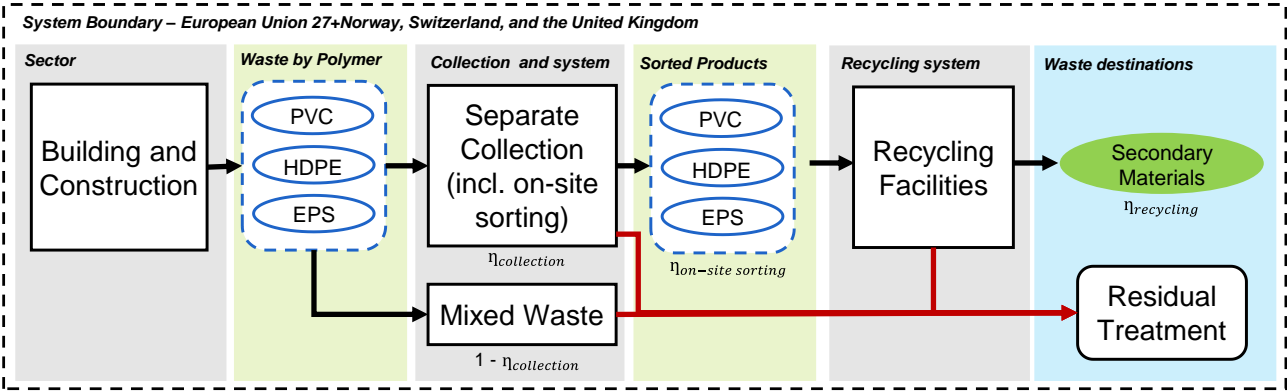 System Boundary – European Union 27+Norway, Switzerland, and the United Kingdom
Sector
Building and
Construction
Waste by Polymer
PVC
HDPE
EPS
Collection and system
Separate
Collection
(incl. on-site
sorting)
ηcollection
Mixed Waste
1 - ηcollection
Sorted Products
PVC
HDPE
EPS
ηon−site sorting
Recycling system
Recycling
Facilities
Waste destinations
Secondary
Materials
ηrecycling
Residual
Treatment